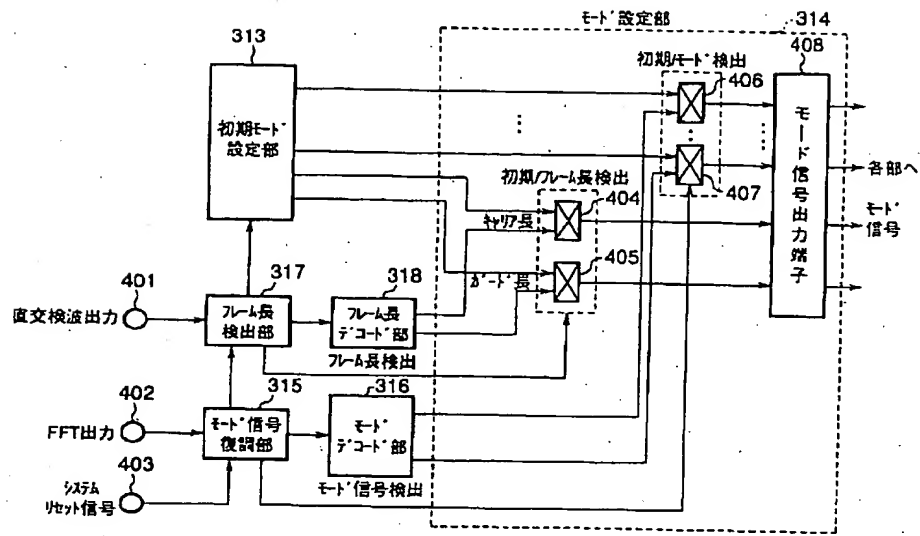 モード設定部
314
313
408
初期/モード検出
406
初期モード
設定部
モード信号出力端子
初期/フレーム長検出
407
各部へ
404
キャリア長
モード
信号
405
ガード長
401
317
318
直交検波出力
フレーム長
検出部
フレーム長
デコード部
フレーム長検出
402
315
316
FFT出力
モード信号
復調部
モード
デコード部
403
システム
リセット信号
モード信号検出